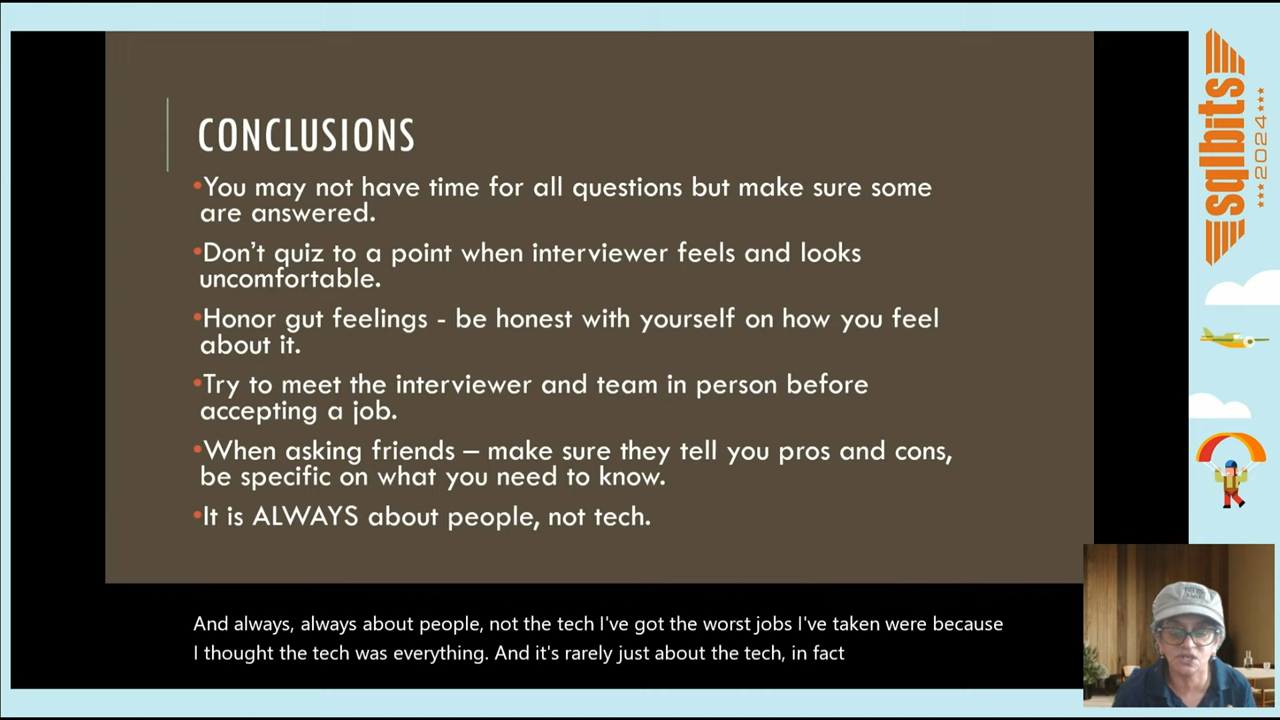 CONCLUSIONS
•You may not have time for all questions but make sure some
are answered.
•Don’t quiz to a point when interviewer feels and looks
uncomfortable.
•Honor gut feelings - be honest with yourself on how you feel
about it.
•Try to meet the interviewer and team in person before
accepting a job.
•When asking friends – make sure they tell you pros and cons,
be specific on what you need to know.
•It is ALWAYS about people, not tech.
And always, always about people, not the tech I've got the worst jobs I've taken were because
I thought the tech was everything. And it's rarely just about the tech, in fact
sqlbits
2024